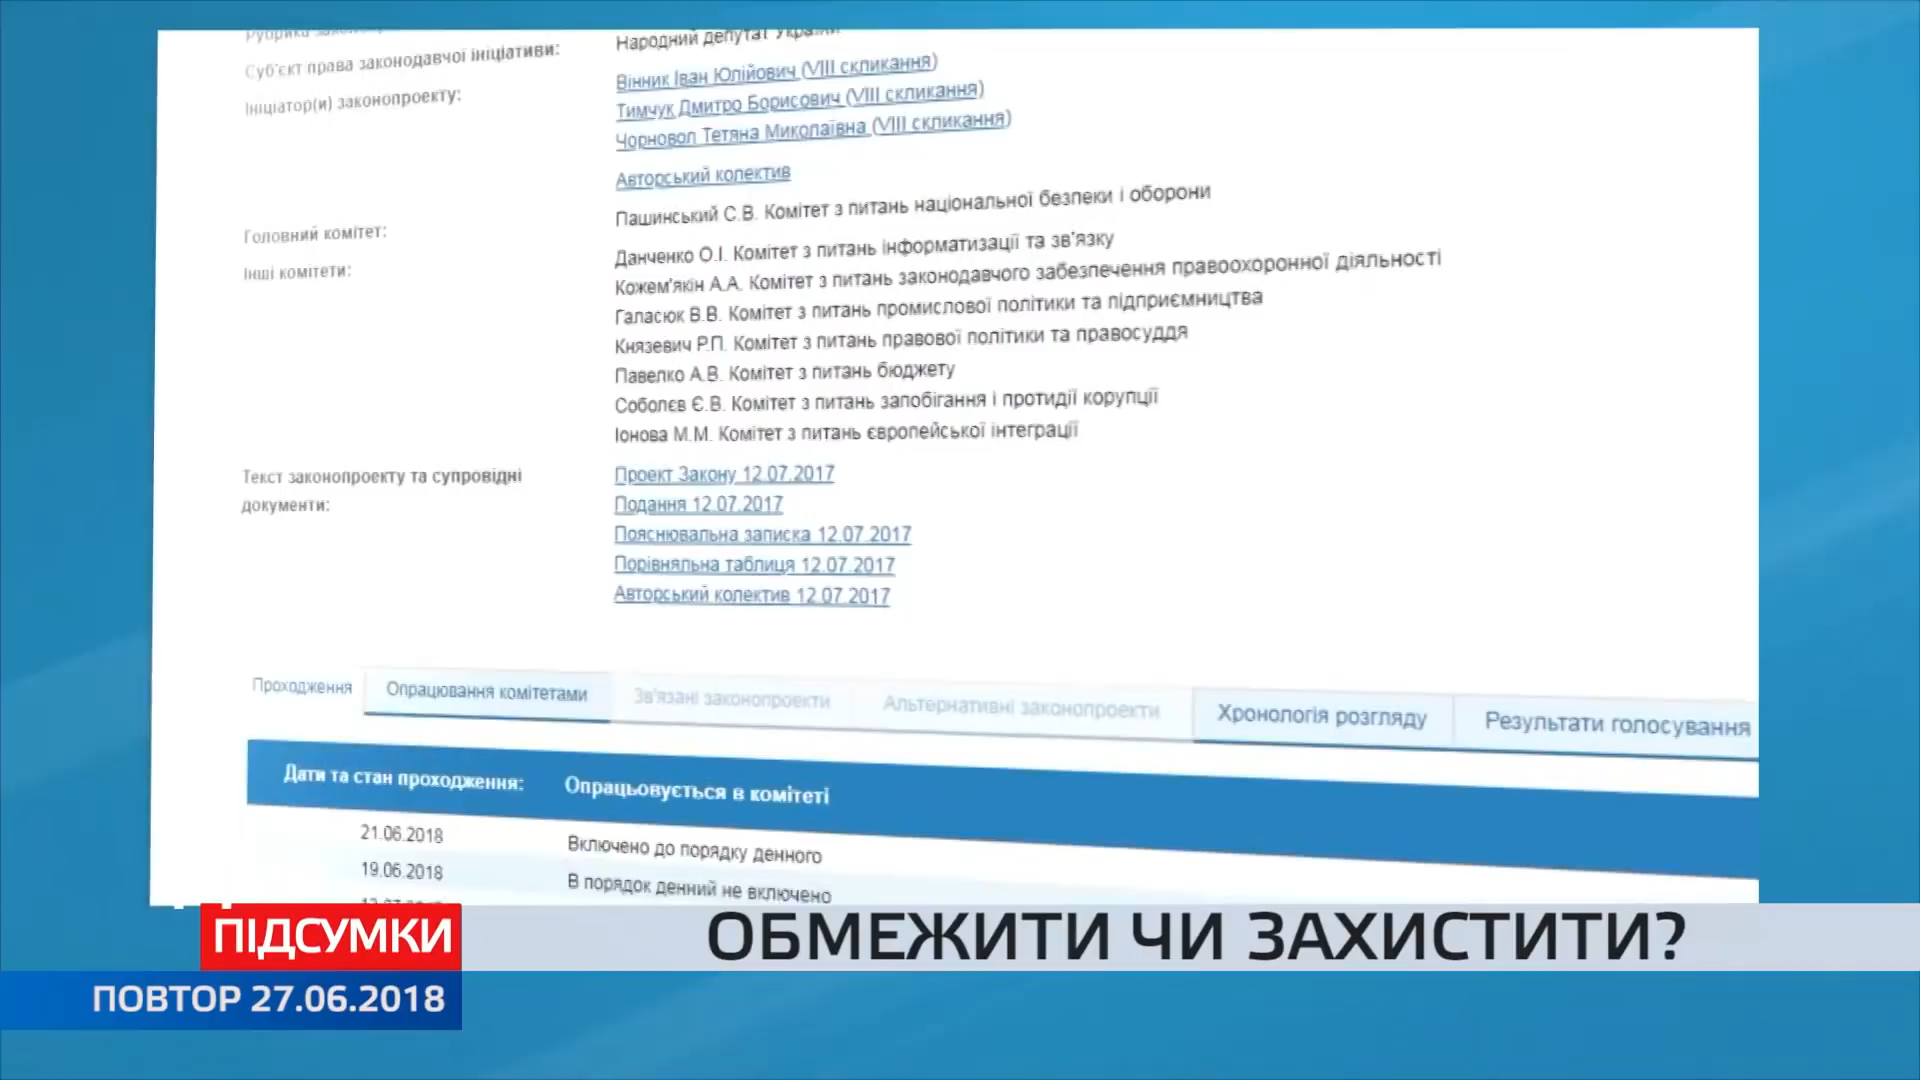 Суб'єкт права законодавчої ініціативи:
Народний депутат України
Ініціатор(и) законопроекту:
Вінник Іван Юлійович (VIII скликання)
Тимчук Дмитро Борисович (VIII скликання)
Чорновол Тетяна Миколаївна (VIII скликання)
Авторський колектив
Головний комітет:
Пашинський С.В. Комітет з питань національної безпеки і оборони
Інші комітети:
Данченко О.І. Комітет з питань інформатизації та зв'язку
Кожем'якін А.А. Комітет з питань законодавчого забезпечення правоохоронної діяльності
Галасюк В.В. Комітет з питань промислової політики та підприємництва
Князевич Р.П. Комітет з питань правової політики та правосуддя
Павелко А.В. Комітет з питань бюджету
Соболєв Є.В. Комітет з питань запобігання і протидії корупції
Іонова М.М. Комітет з питань європейської інтеграції
Текст законопроекту та супровідні
документи:
Проект Закону 12.07.2017
Подання 12.07.2017
Пояснювальна записка 12.07.2017
Порівняльна таблиця 12.07.2017
Авторський колектив 12.07.2017
Проходження Опрацювання комітетами Зв'язані законопроекти Альтернативні законопроекти Хронологія розгляду Результати голосування
Дати та стан проходження: Опрацьовується в комітеті
21.06.2018 Включено до порядку денного
19.06.2018 В порядок денний не включено
ПІДСУМКИ
ОБМЕЖИТИ ЧИ ЗАХИСТИТИ?
ПОВТОР 27.06.2018